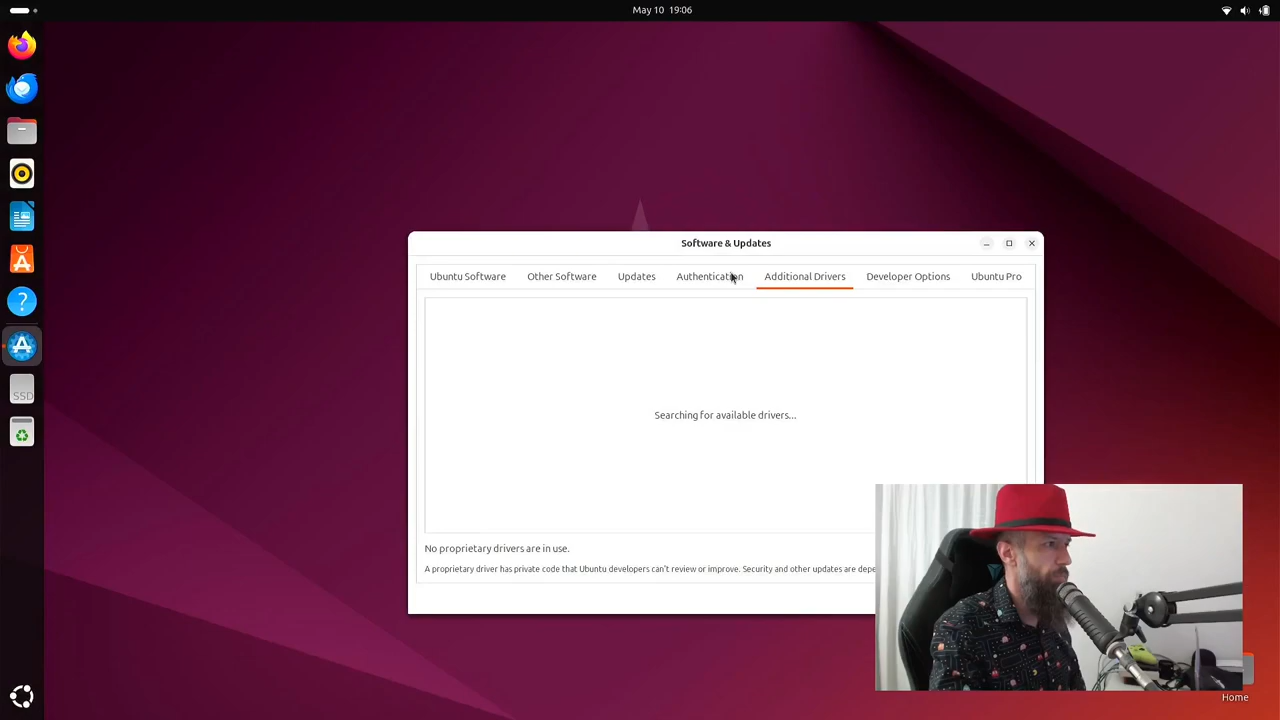 May 10 19:06
Software & Updates
Ubuntu Software
Other Software
Updates
Authentication
Additional Drivers
Developer Options
Ubuntu Pro
Searching for available drivers...
No proprietary drivers are in use.
A proprietary driver has private code that Ubuntu developers can't review or improve. Security and other updates are
SSD
Home